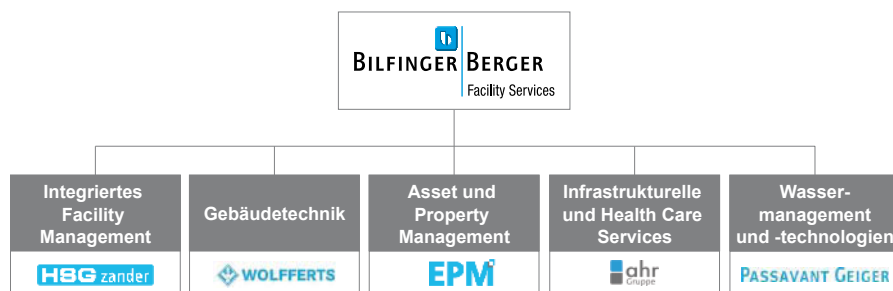 BILFINGER BERGER
Facility Services
Integriertes
Facility
Management
HSG zander
Gebäudetechnik
WOLFFERTS
Asset und
Property
Management
EPM
Infrastrukturelle
und Health Care
Services
ahr
Gruppe
Wasser-
management
und -technologien
PASSAVANT GEIGER